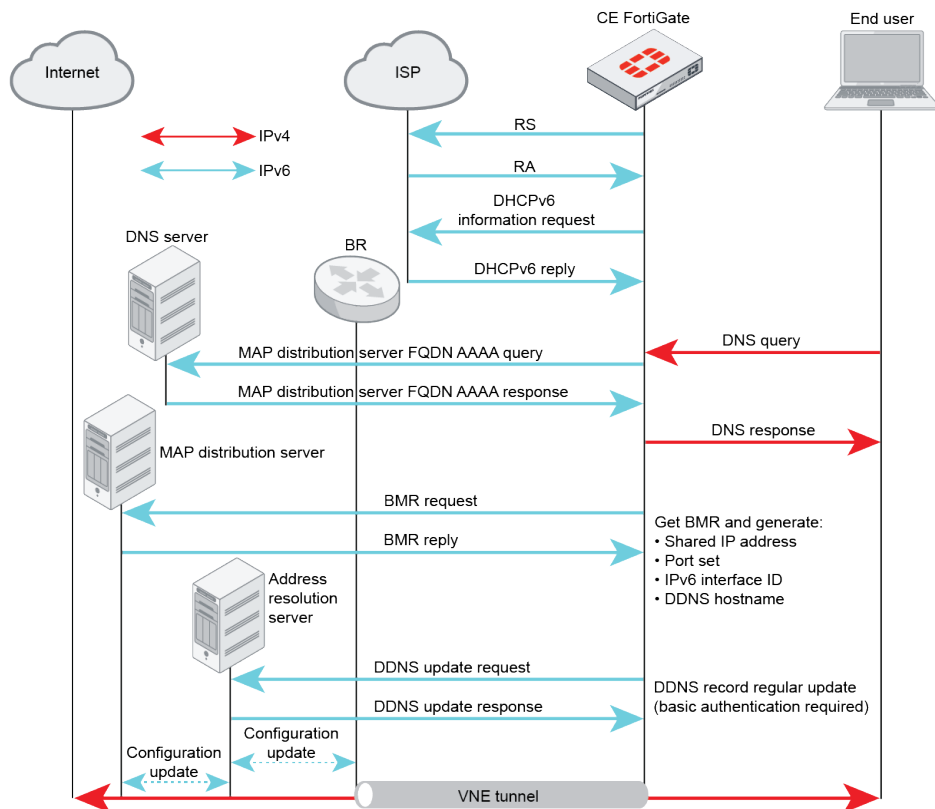 CE FortiGate
End user
Internet
ISP
IPv4
IPv6
RS
RA
DHCPv6
information request
DNS server
BR
DHCPv6 reply
DNS query
MAP distribution server FQDN AAAA query
MAP distribution server FQDN AAAA response
DNS response
MAP distribution server
BMR request
BMR reply
Get BMR and generate:
• Shared IP address
• Port set
• IPv6 interface ID
• DDNS hostname
Address
resolution
server
DDNS update request
DDNS update response
DDNS record regular update
(basic authentication required)
Configuration
update
Configuration
update
VNE tunnel